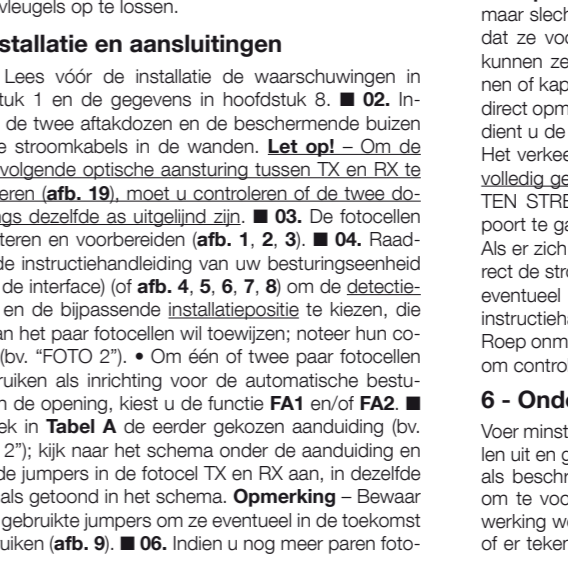 vleugels op te lossen.
stallatie en aansluitingen
Lees vóór de installatie de waarschuwingen in
tuk 1 en de gegevens in hoofdstuk 8. ■ 02. In-
de twee aftakdozen en de beschermende buizen
e stroomkabels in de wanden. Let op! – Om de
volgende optische aansturing tussen TX en RX te
eren (afb. 19), moet u controleren of de twee do-
ngs dezelfde as uitgelijnd zijn. ■ 03. De fotocellen
teren en voorbereiden (afb. 1, 2, 3). ■ 04. Raad-
de instructiehandleiding van uw besturingseenheid
de interface) (of afb. 4, 5, 6, 7, 8) om de detectie-
en de bijpassende installatiepositie te kiezen, die
an het paar fotocellen wil toewijzen; noteer hun co-
(bv. “FOTO 2”). • Om één of twee paar fotocellen
ruiken als inrichting voor de automatische bestu-
n de opening, kiest u de functie FA1 en/of FA2. ■
ek in Tabel A de eerder gekozen aanduiding (bv.
2”); kijk naar het schema onder de aanduiding en
de jumpers in de fotocel TX en RX aan, in dezelfde
als getoond in het schema. Opmerking – Bewaar
gebruikte jumpers om ze eventueel in de toekomst
uiken (afb. 9). ■ 06. Indien u nog meer paren foto-
maar slech
dat ze voo
kunnen ze
nen of kap
direct opm
dient u de
Het verkee
volledig ge
TEN STRE
poort te ga
Als er zich
rect de stro
eventueel
instructieha
Roep onm
om control
6 - Onde
Voer minst
len uit en g
als beschr
om te voo
werking we
of er teken